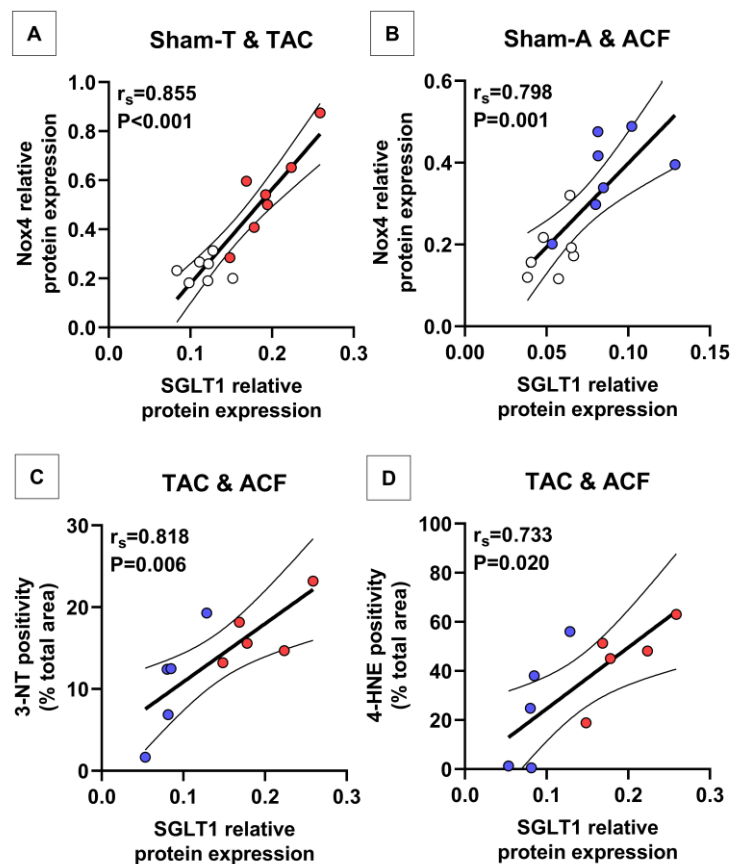 A
Sham-T & TAC
rₛ=0.855
P<0.001
1.0
0.8
0.6
0.4
0.2
0.0
Nox4 relative
protein expression
0.0
0.1
0.2
0.3
SGLT1 relative
protein expression
B
Sham-A & ACF
rₛ=0.798
P=0.001
0.6
0.4
0.2
0.0
Nox4 relative
protein expression
0.00
0.05
0.10
0.15
SGLT1 relative
protein expression
C
TAC & ACF
rₛ=0.818
P=0.006
30
20
10
0
3-NT positivity
(% total area)
0.0
0.1
0.2
0.3
SGLT1 relative
protein expression
D
TAC & ACF
rₛ=0.733
P=0.020
100
80
60
40
20
0
4-HNE positivity
(% total area)
0.0
0.1
0.2
0.3
SGLT1 relative
protein expression